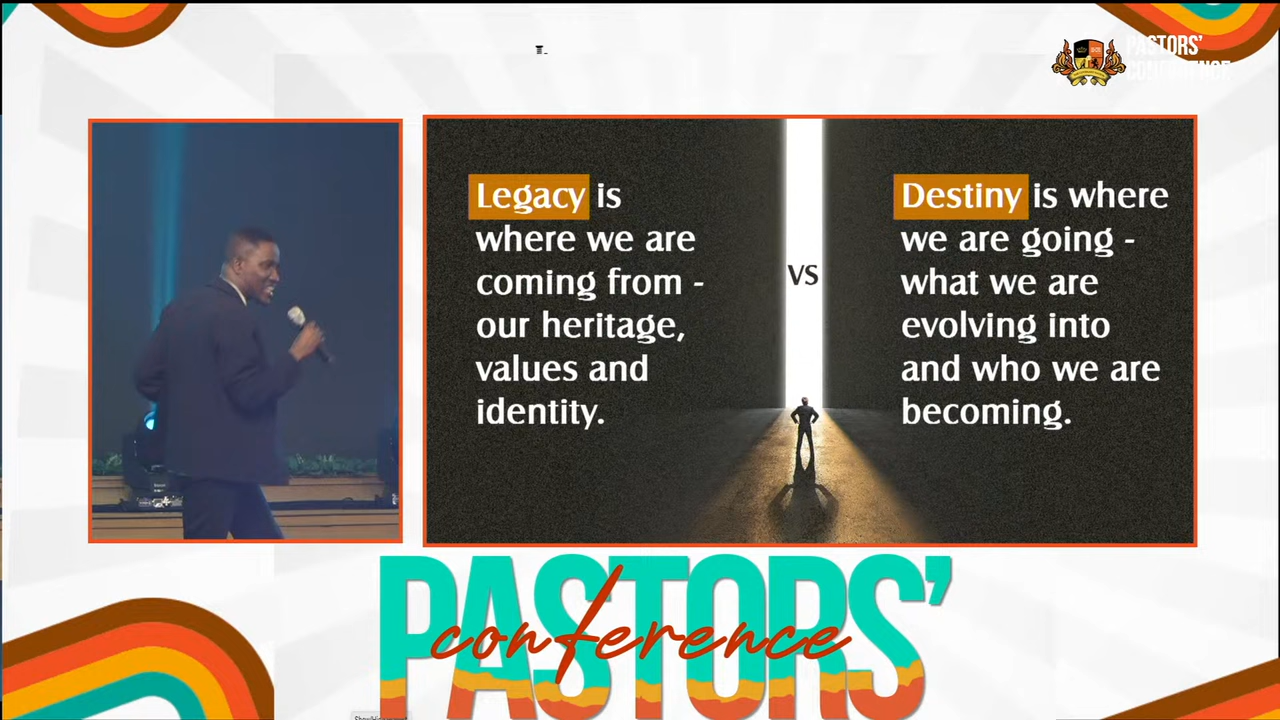 PASTORS'
CONFERENCE
Legacy is
where we are
coming from -
our heritage,
values and
identity.
VS
Destiny is where
we are going -
what we are
evolving into
and who we are
becoming.
PASTORS'
conference